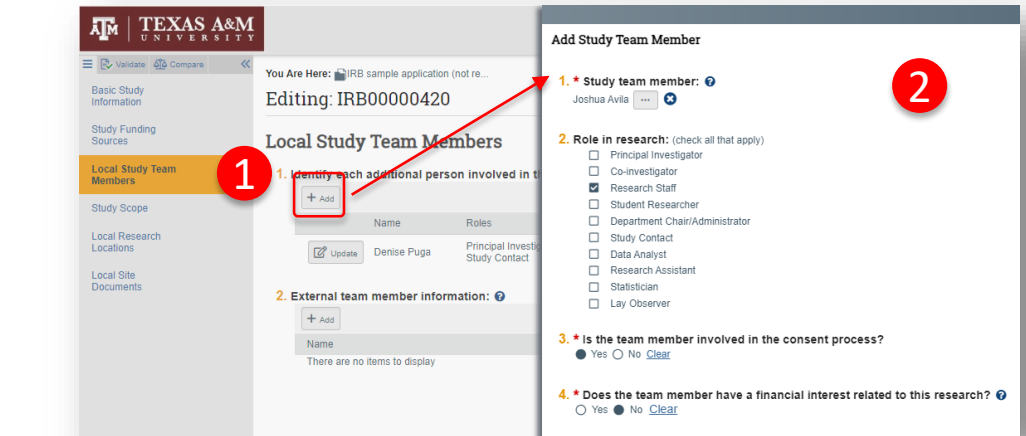 TEXAS A&M
UNIVERSITY
Validate Compare
Basic Study
Information
Study Funding
Sources
Local Study Team
Members
Study Scope
Local Research
Locations
Local Site
Documents
1
You Are Here: IRB sample application (not re...
Editing: IRB00000420
Local Study Team Members
1. Identify each additional person involved in th
+ Add
Name Roles
Update Denise Puga Principal Investig
Study Contact
2. External team member information:
+ Add
Name
There are no items to display
Add Study Team Member
2
1. * Study team member:
Joshua Avila ...
2. Role in research: (check all that apply)
Principal Investigator
Co-investigator
Research Staff
Student Researcher
Department Chair/Administrator
Study Contact
Data Analyst
Research Assistant
Statistician
Lay Observer
3. * Is the team member involved in the consent process?
Yes No Clear
4. * Does the team member have a financial interest related to this research?
Yes No Clear